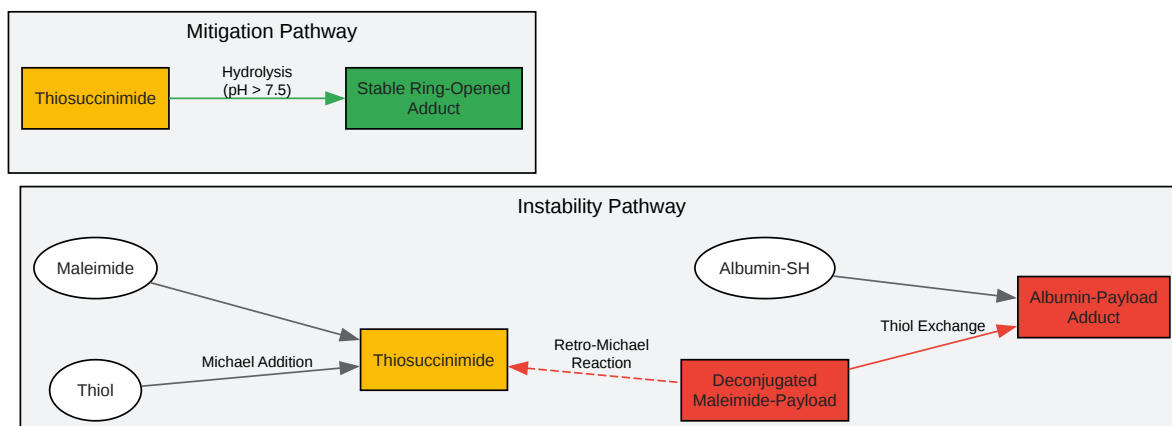 Mitigation Pathway
Thiosuccinimide
Hydrolysis
(pH > 7.5)
Stable Ring-Opened
Adduct
Instability Pathway
Maleimide
Thiol
Michael Addition
Thiosuccinimide
Retro-Michael
Reaction
Albumin-SH
Deconjugated
Maleimide-Payload
Thiol Exchange
Albumin-Payload
Adduct